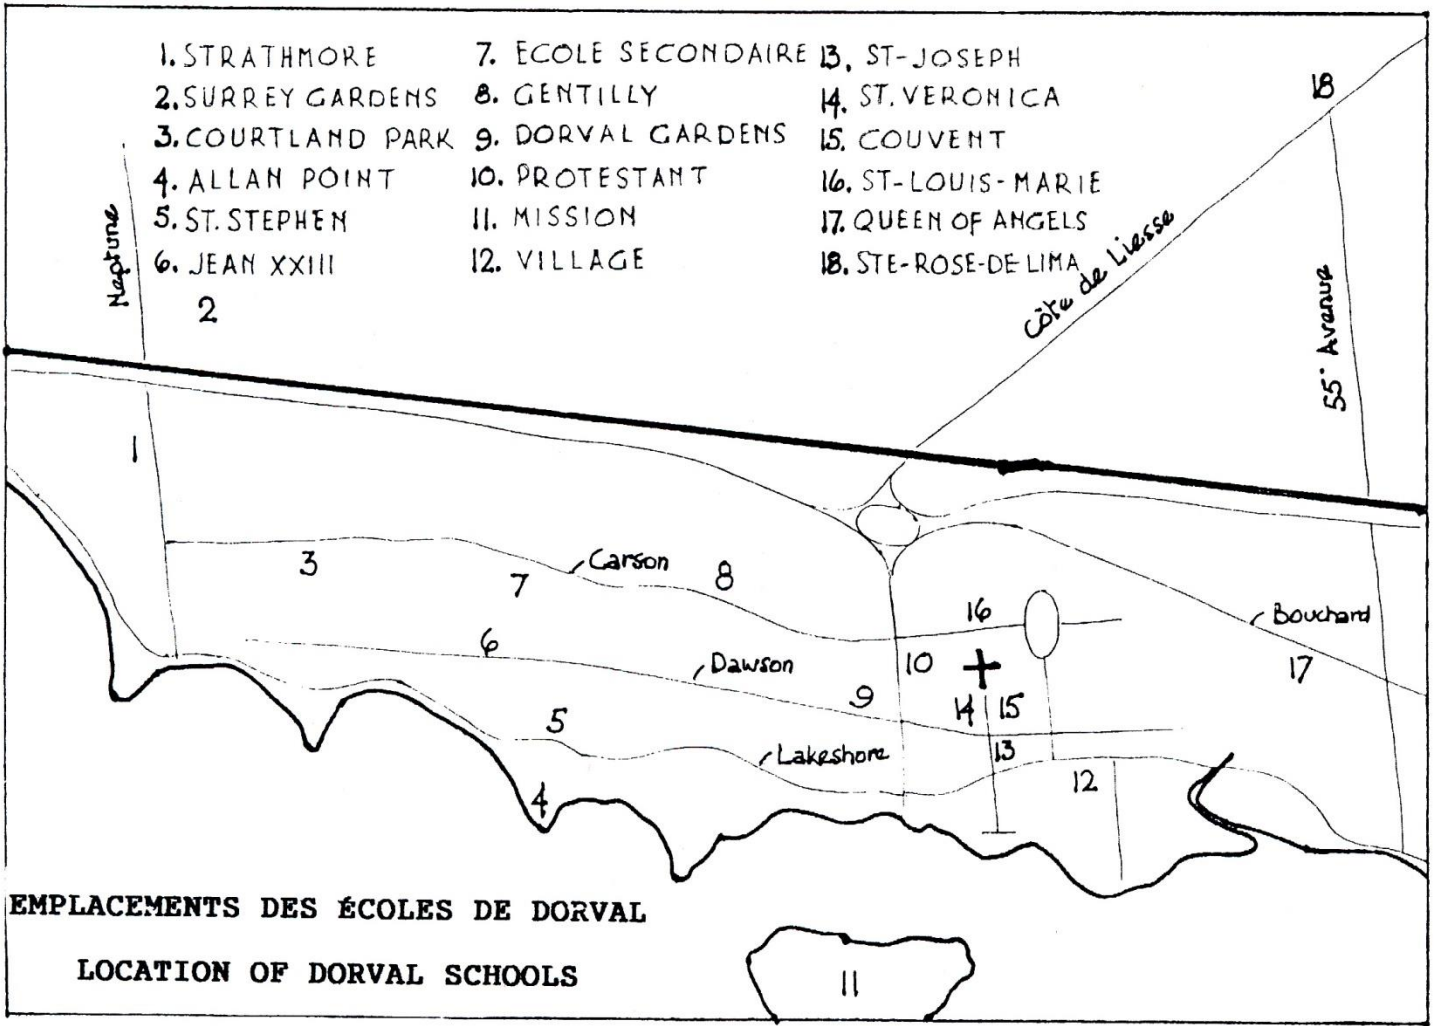 1. STRATHMORE
2. SURREY GARDENS
3. COURTLAND PARK
4. ALLAN POINT
5. ST. STEPHEN
6. JEAN XXIII
7. ECOLE SECONDAIRE
8. GENTILLY
9. DORVAL GARDENS
10. PROTESTANT
11. MISSION
12. VILLAGE
13. ST-JOSEPH
14. ST. VERONICA
15. COUVENT
16. ST-LOUIS-MARIE
17. QUEEN OF ANGELS
18. STE-ROSE-DE-LIMA
18
Neptune
2
Côte de Liesse
55e Avenue
1
3
7
Carson
8
16
Bouchard
6
Dawson
10
17
9
14
15
5
Lakeshore
13
12
4
EMPLACEMENTS DES ÉCOLES DE DORVAL
LOCATION OF DORVAL SCHOOLS
11